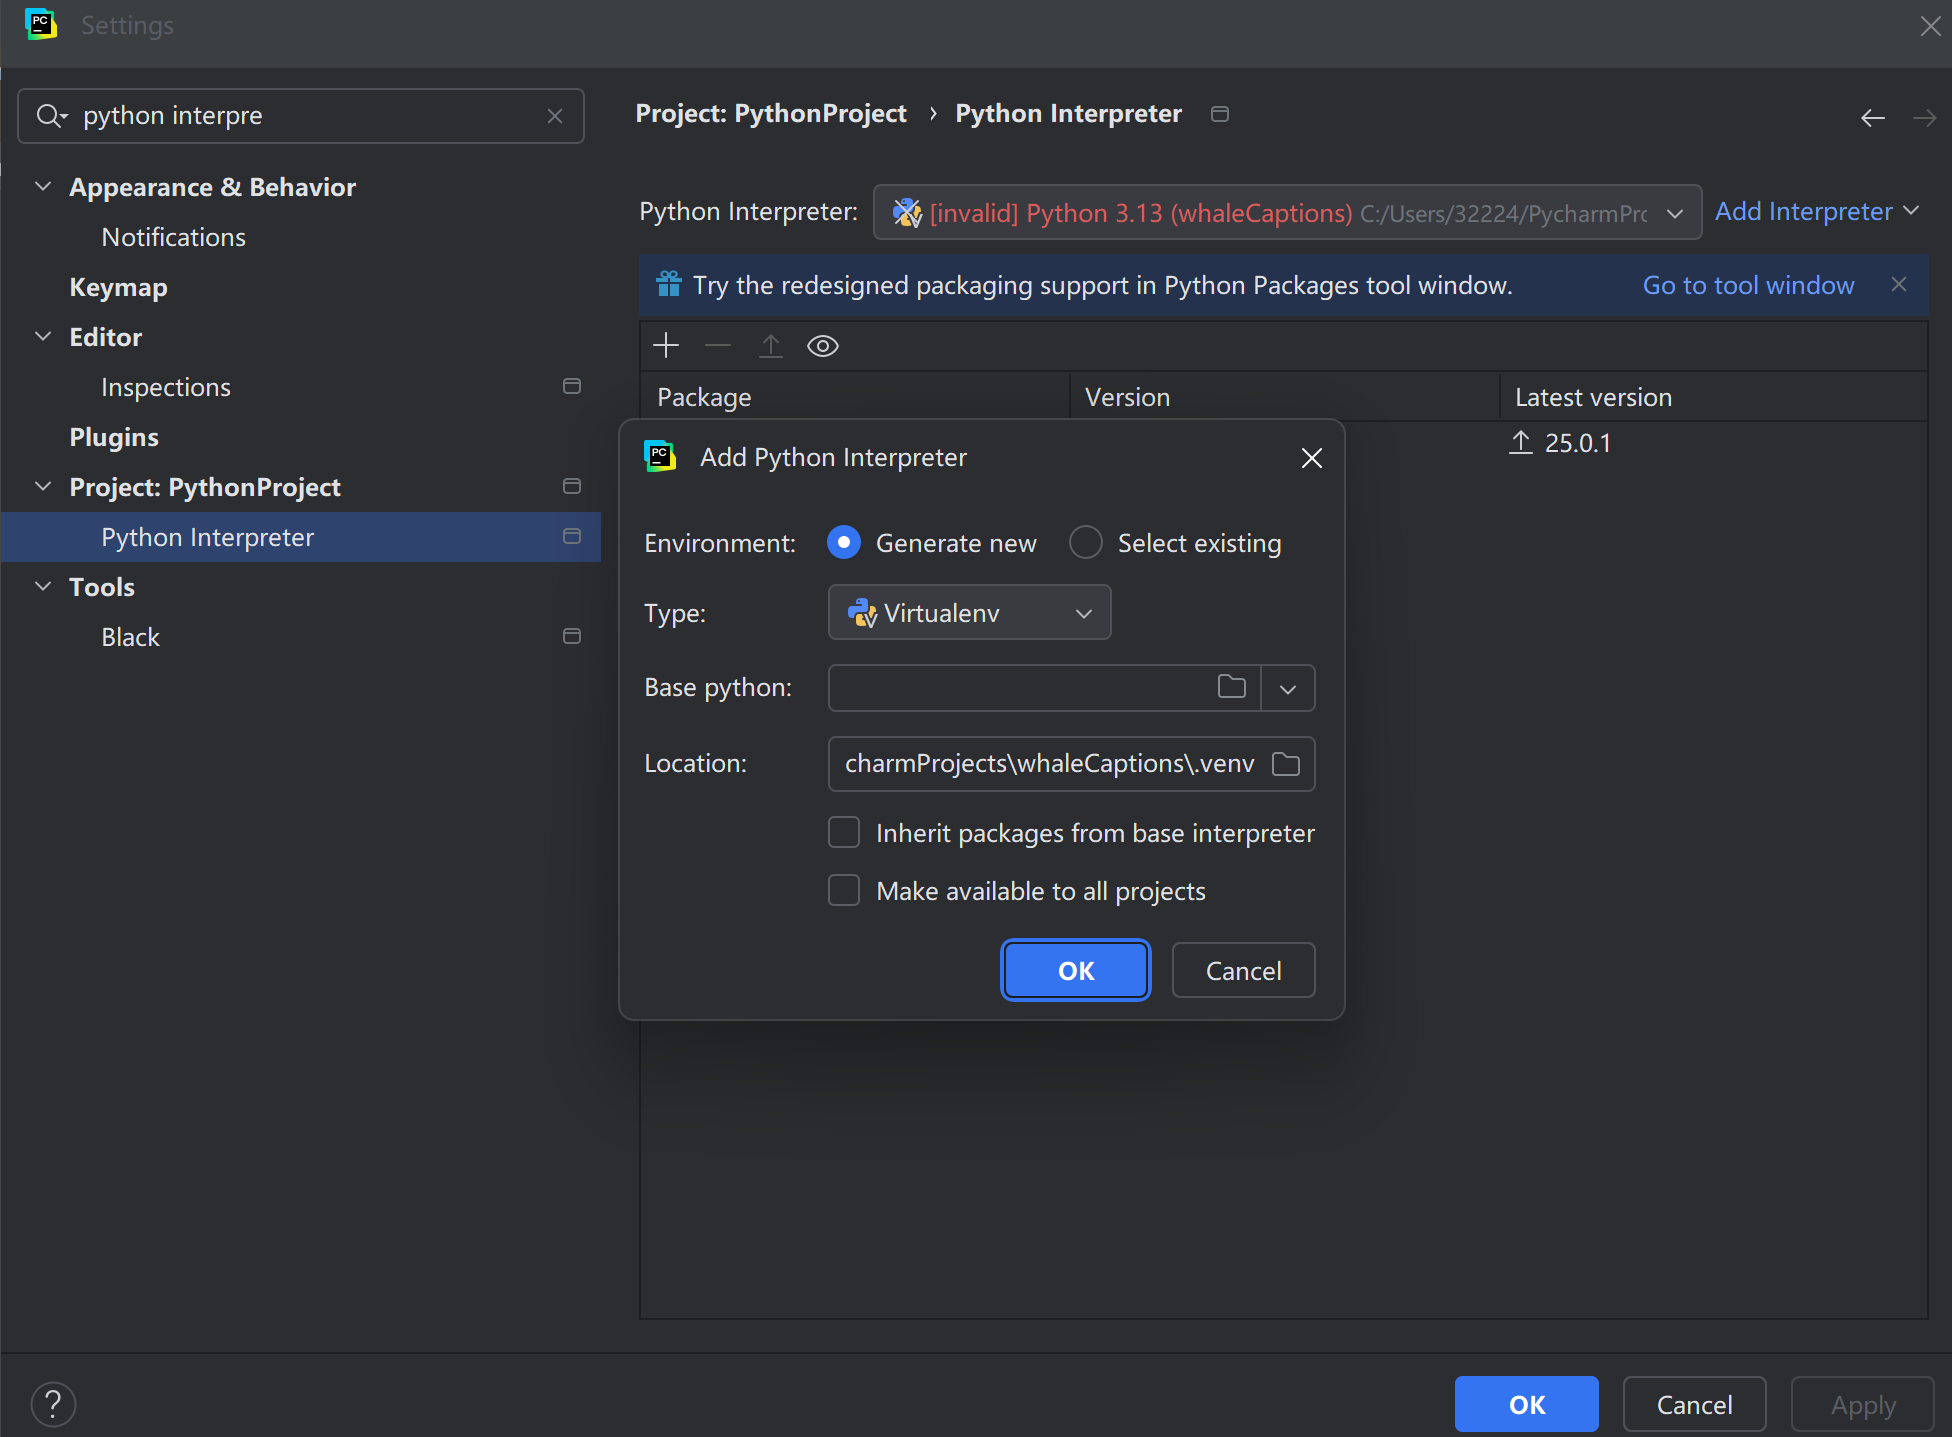 PC
Settings
python interpre
Appearance & Behavior
Notifications
Keymap
Editor
Inspections
Plugins
Project: PythonProject
Python Interpreter
Tools
Black
Project: PythonProject › Python Interpreter
Python Interpreter:
[invalid] Python 3.13 (whaleCaptions) C:/Users/32224/PycharmPrc
Add Interpreter
Try the redesigned packaging support in Python Packages tool window.
Go to tool window
Package
Version
Latest version
25.0.1
PC
Add Python Interpreter
Environment:
Generate new
Select existing
Type:
Virtualenv
Base python:
Location:
charmProjects\whaleCaptions\.venv
Inherit packages from base interpreter
Make available to all projects
OK
Cancel
?
OK
Cancel
Apply